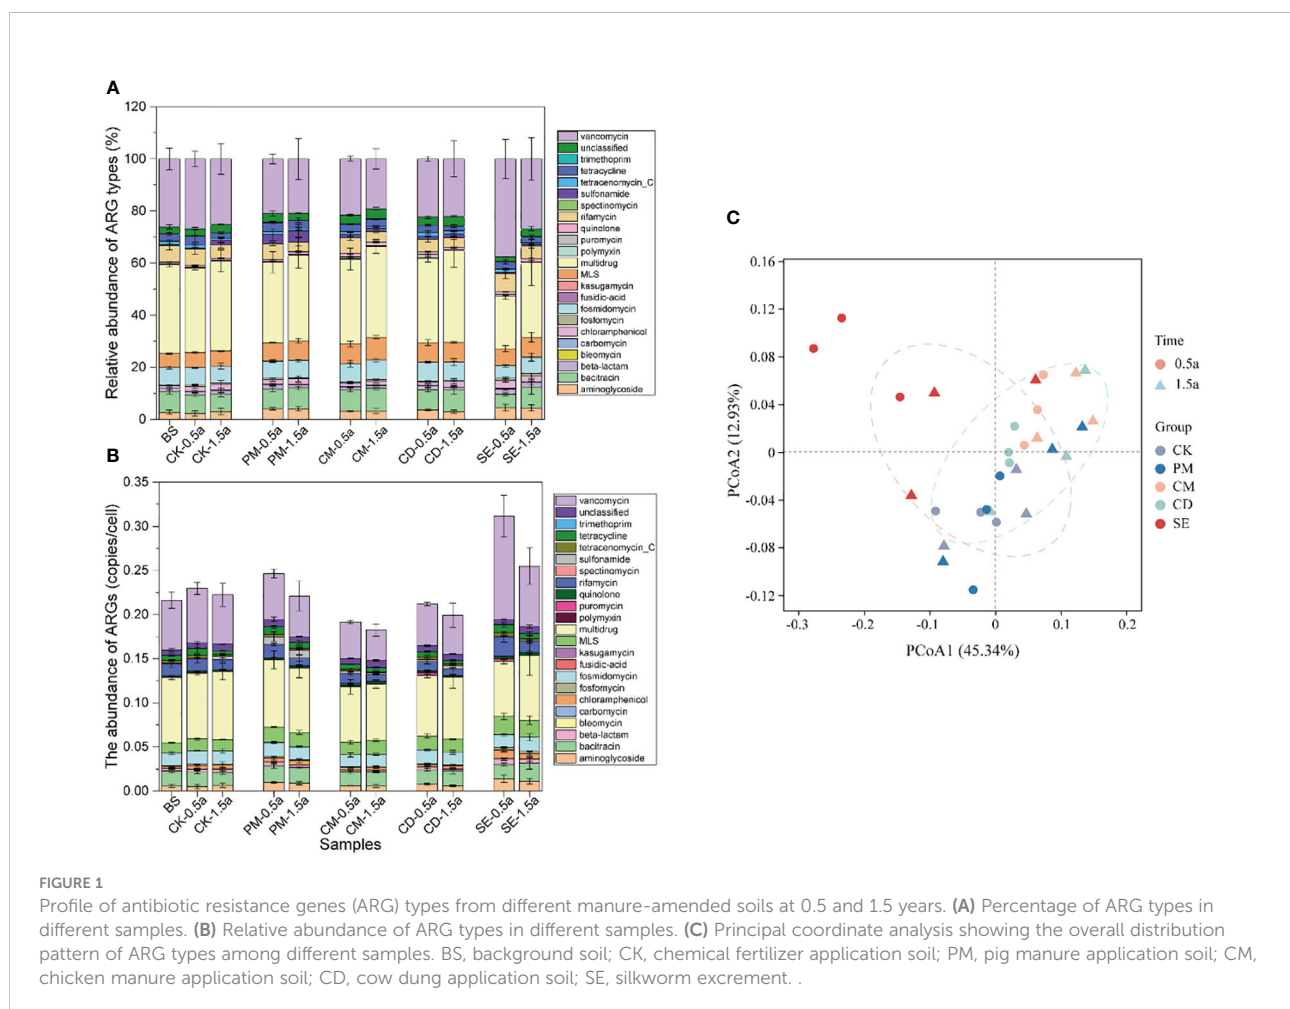 A
Relative abundance of ARG types (%)
120
100
80
60
40
20
0
BS
CK-0.5a
CK-1.5a
PM-0.5a
PM-1.5a
CM-0.5a
CM-1.5a
CD-0.5a
CD-1.5a
SE-0.5a
SE-1.5a
vancomycin
unclassified
trimethoprim
tetracycline
tetracenomycin_C
sulfonamide
spectinomycin
rifamycin
quinolone
puromycin
polymyxin
multidrug
MLS
kasugamycin
fusidic-acid
fosmidomycin
fosfomycin
chloramphenicol
carbomycin
bleomycin
beta-lactam
bacitracin
aminoglycoside
B
The abundance of ARGs (copies/cell)
0.35
0.30
0.25
0.20
0.15
0.10
0.05
0.00
BS
CK-0.5a
CK-1.5a
PM-0.5a
PM-1.5a
CM-0.5a
CM-1.5a
CD-0.5a
CD-1.5a
SE-0.5a
SE-1.5a
Samples
vancomycin
unclassified
trimethoprim
tetracycline
tetracenomycin_C
sulfonamide
spectinomycin
rifamycin
quinolone
puromycin
polymyxin
multidrug
MLS
kasugamycin
fusidic-acid
fosmidomycin
fosfomycin
chloramphenicol
carbomycin
bleomycin
beta-lactam
bacitracin
aminoglycoside
C
PCoA2 (12.93%)
0.16
0.12
0.08
0.04
0
-0.04
-0.08
-0.12
-0.3
-0.2
-0.1
0
0.1
0.2
PCoA1 (45.34%)
Time
0.5a
1.5a
Group
CK
PM
CM
CD
SE
FIGURE 1
Profile of antibiotic resistance genes (ARG) types from different manure-amended soils at 0.5 and 1.5 years. (A) Percentage of ARG types in
different samples. (B) Relative abundance of ARG types in different samples. (C) Principal coordinate analysis showing the overall distribution
pattern of ARG types among different samples. BS, background soil; CK, chemical fertilizer application soil; PM, pig manure application soil; CM,
chicken manure application soil; CD, cow dung application soil; SE, silkworm excrement. .